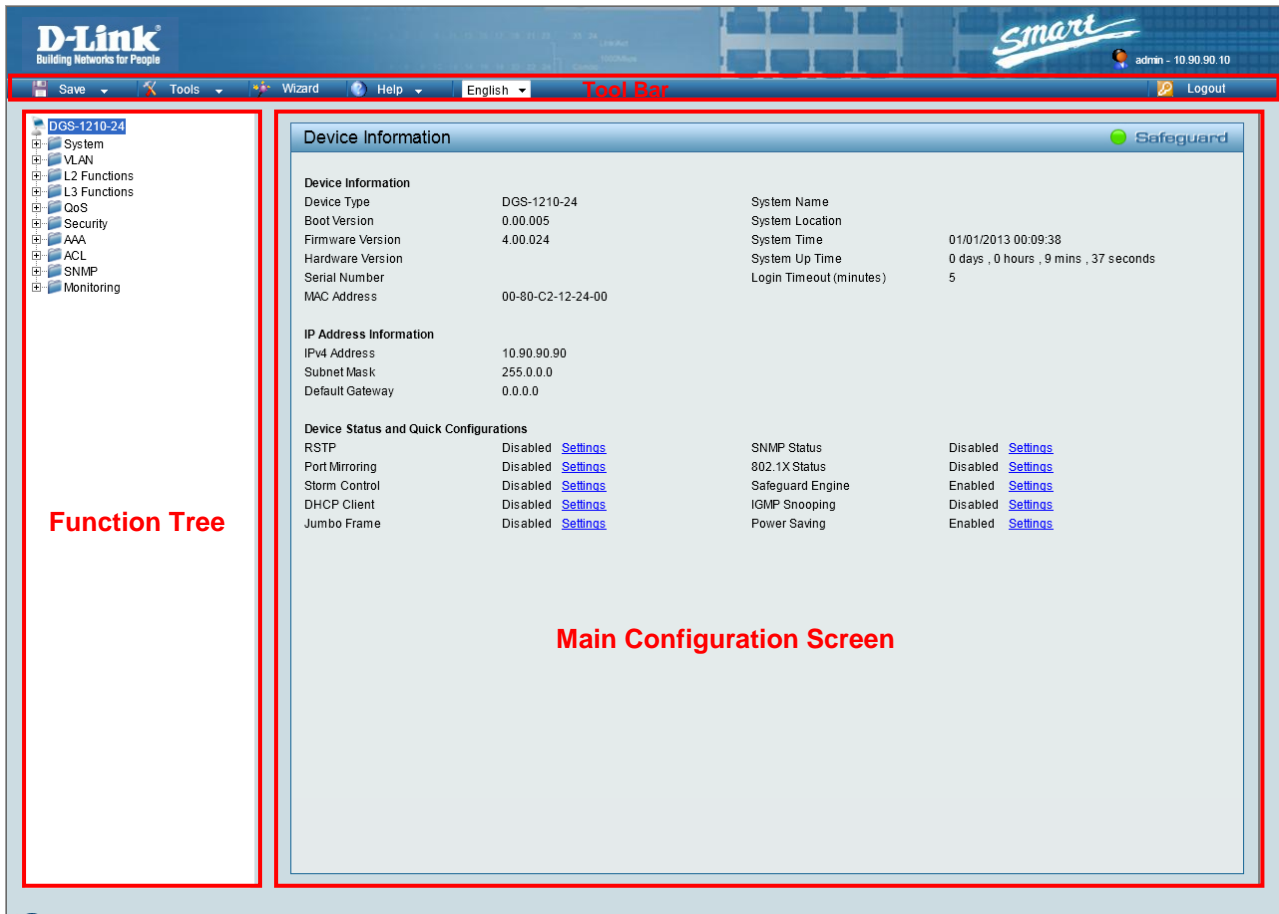 D-Link
Building Networks for People
smart
admin - 10.90.90.10
Save Tools Wizard Help English Tool Bar Logout
DGS-1210-24
System
VLAN
L2 Functions
L3 Functions
QoS
Security
AAA
ACL
SNMP
Monitoring
Function Tree
Device Information Safeguard
Device Information
Device Type DGS-1210-24 System Name
Boot Version 0.00.005 System Location
Firmware Version 4.00.024 System Time 01/01/2013 00:09:38
Hardware Version System Up Time 0 days , 0 hours , 9 mins , 37 seconds
Serial Number Login Timeout (minutes) 5
MAC Address 00-80-C2-12-24-00
IP Address Information
IPv4 Address 10.90.90.90
Subnet Mask 255.0.0.0
Default Gateway 0.0.0.0
Device Status and Quick Configurations
RSTP Disabled Settings SNMP Status Disabled Settings
Port Mirroring Disabled Settings 802.1X Status Disabled Settings
Storm Control Disabled Settings Safeguard Engine Enabled Settings
DHCP Client Disabled Settings IGMP Snooping Disabled Settings
Jumbo Frame Disabled Settings Power Saving Enabled Settings
Main Configuration Screen